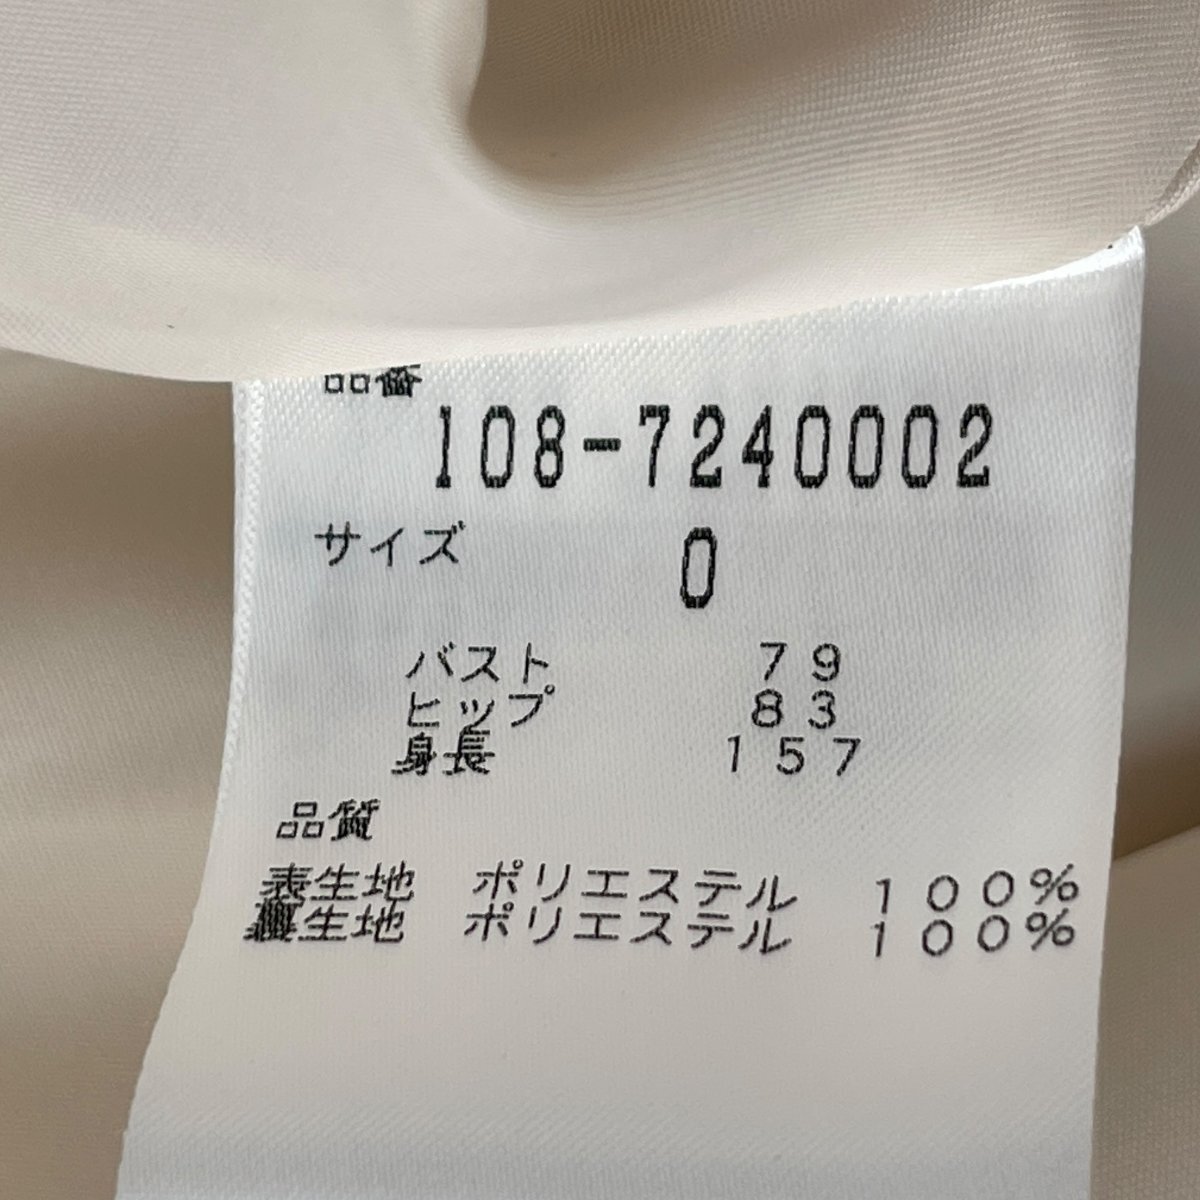 品番
108-7240002
サイズ 0
バスト 79
ヒップ 83
身長 157
品質
表生地 ポリエステル 100%
裏生地 ポリエステル 100%